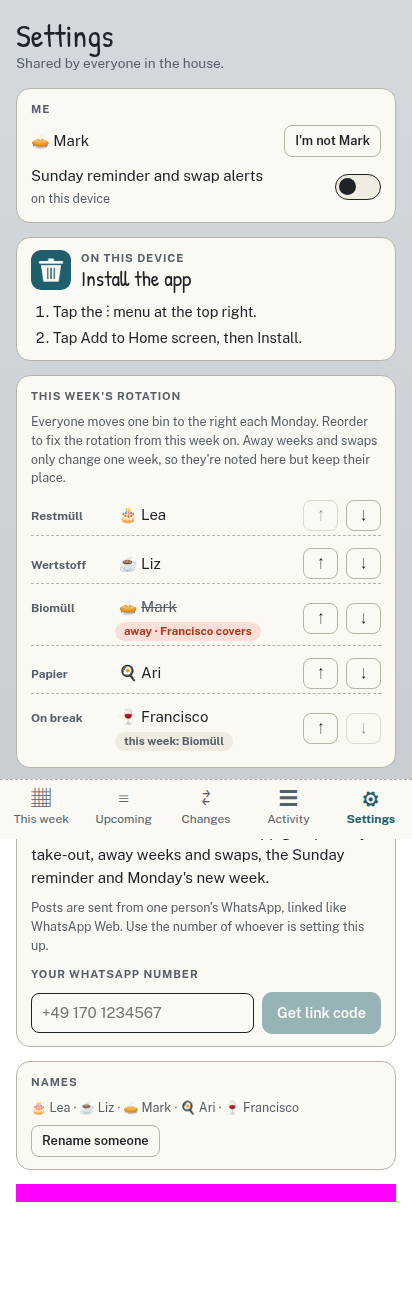 Settings
Shared by everyone in the house.
ME
🥧 Mark
I'm not Mark
Sunday reminder and swap alerts
on this device
ON THIS DEVICE
Install the app
1. Tap the ⋮ menu at the top right.
2. Tap Add to Home screen, then Install.
THIS WEEK'S ROTATION
Everyone moves one bin to the right each Monday. Reorder
to fix the rotation from this week on. Away weeks and swaps
only change one week, so they're noted here but keep their
place.
Restmüll 🎂 Lea ↑ ↓
Wertstoff ☕ Liz ↑ ↓
Biomüll 🥧 Mark ↑ ↓
away · Francisco covers
Papier 🍳 Ari ↑ ↓
On break 🍷 Francisco ↑ ↓
this week: Biomüll
This week
Upcoming
Changes
Activity
Settings
take-out, away weeks and swaps, the Sunday
reminder and Monday's new week.
Posts are sent from one person's WhatsApp, linked like
WhatsApp Web. Use the number of whoever is setting this
up.
YOUR WHATSAPP NUMBER
+49 170 1234567
Get link code
NAMES
🎂 Lea · ☕ Liz · 🥧 Mark · 🍳 Ari · 🍷 Francisco
Rename someone